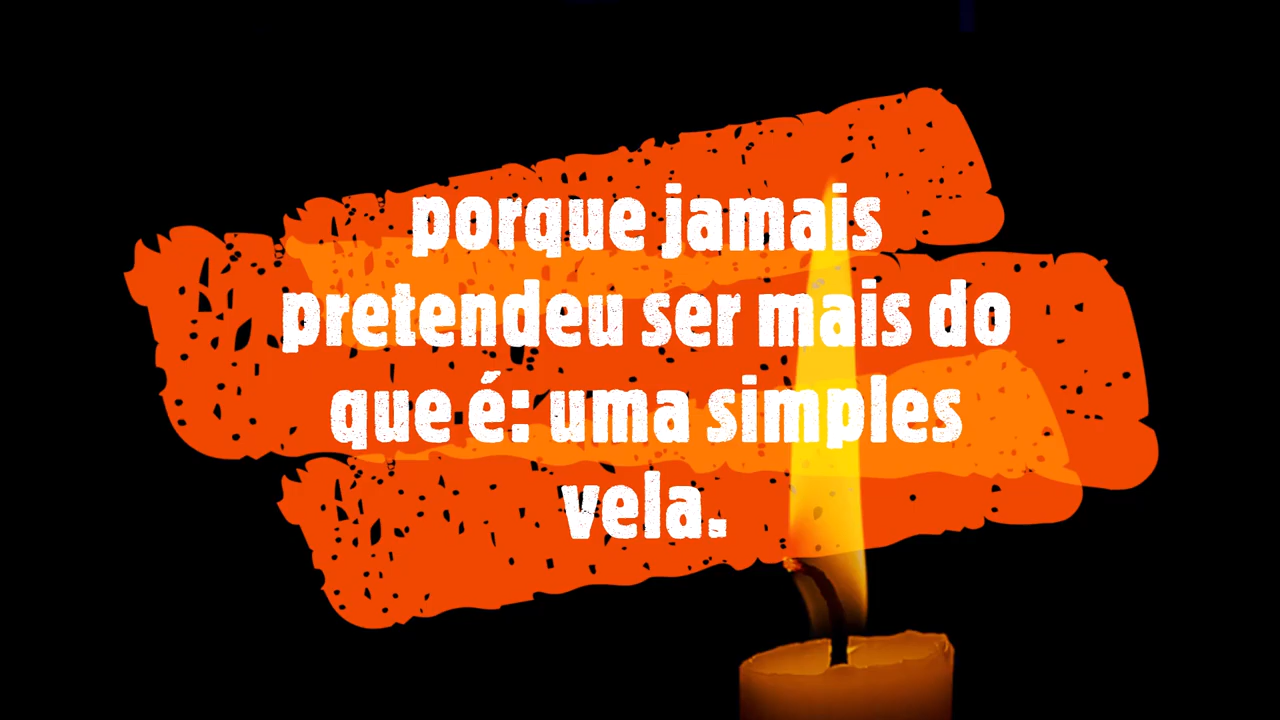 porque jamais
pretendeu ser mais do
que é: uma simples
vela.